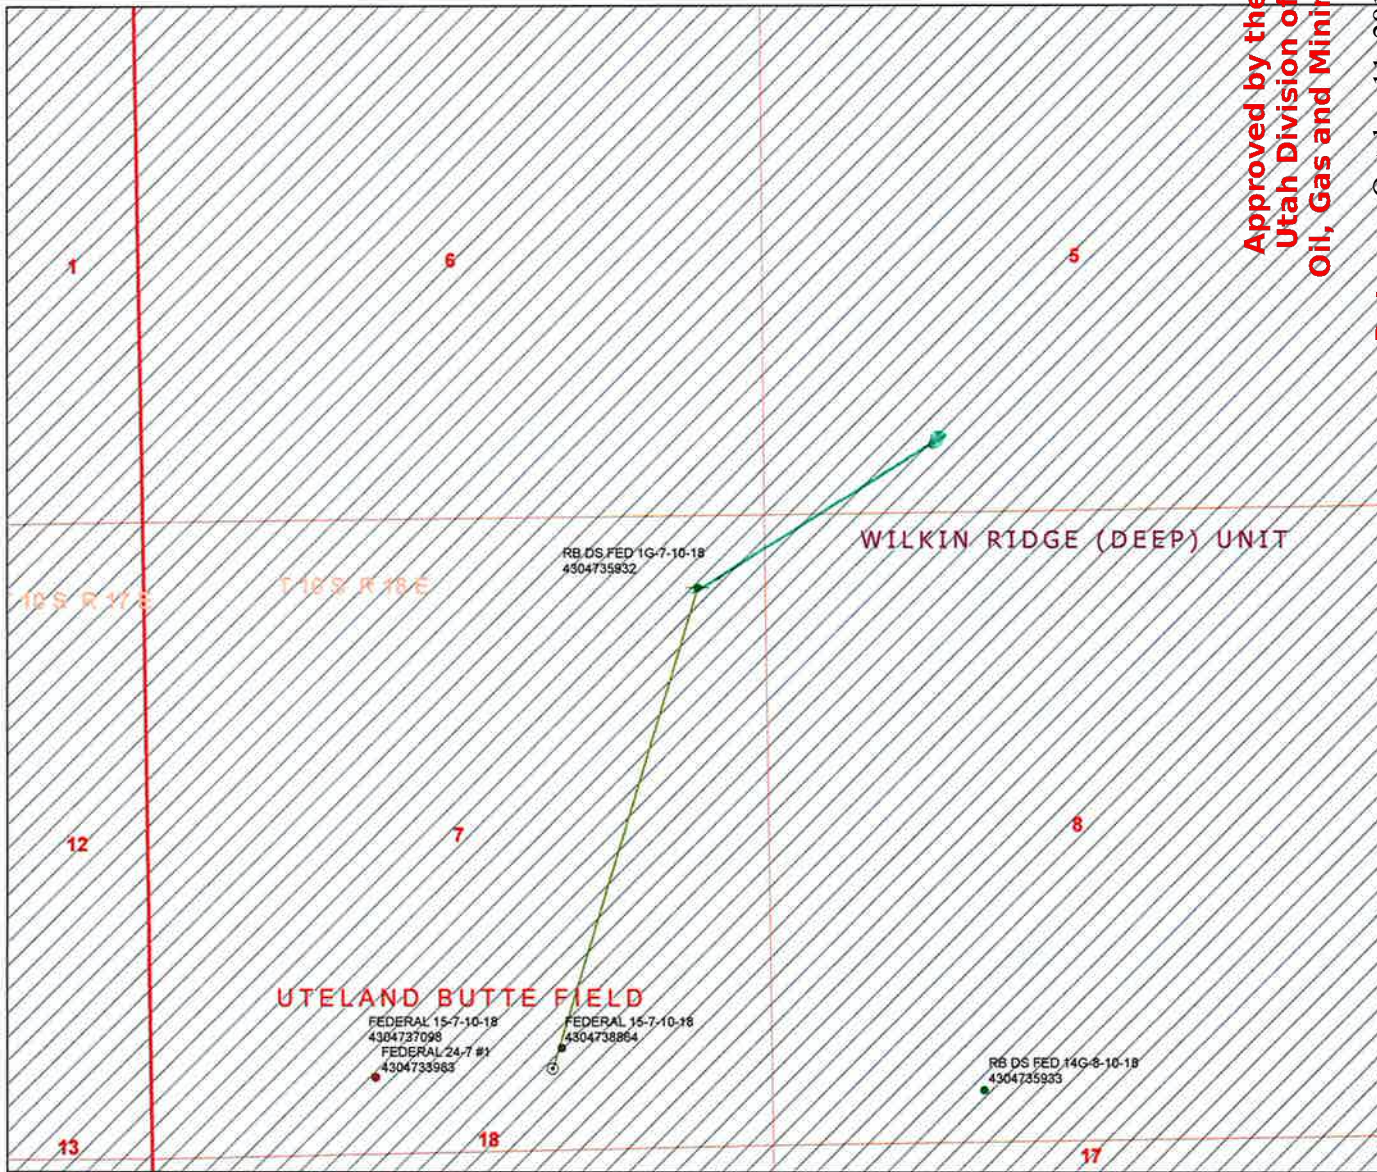 Approved by the
Utah Division of
Oil, Gas and Minin
1
6
5
RB DS FED 1G-7-10-18
4304735932
WILKIN RIDGE (DEEP) UNIT
10 S R 17 E
T 10 S R 18 E
12
7
8
UTELAND BUTTE FIELD
FEDERAL 15-7-10-18
4304737098
FEDERAL 24-7 #1
4304733983
FEDERAL 15-7-10-18
4304738864
RB DS FED 14G-8-10-18
4304735933
13
18
17